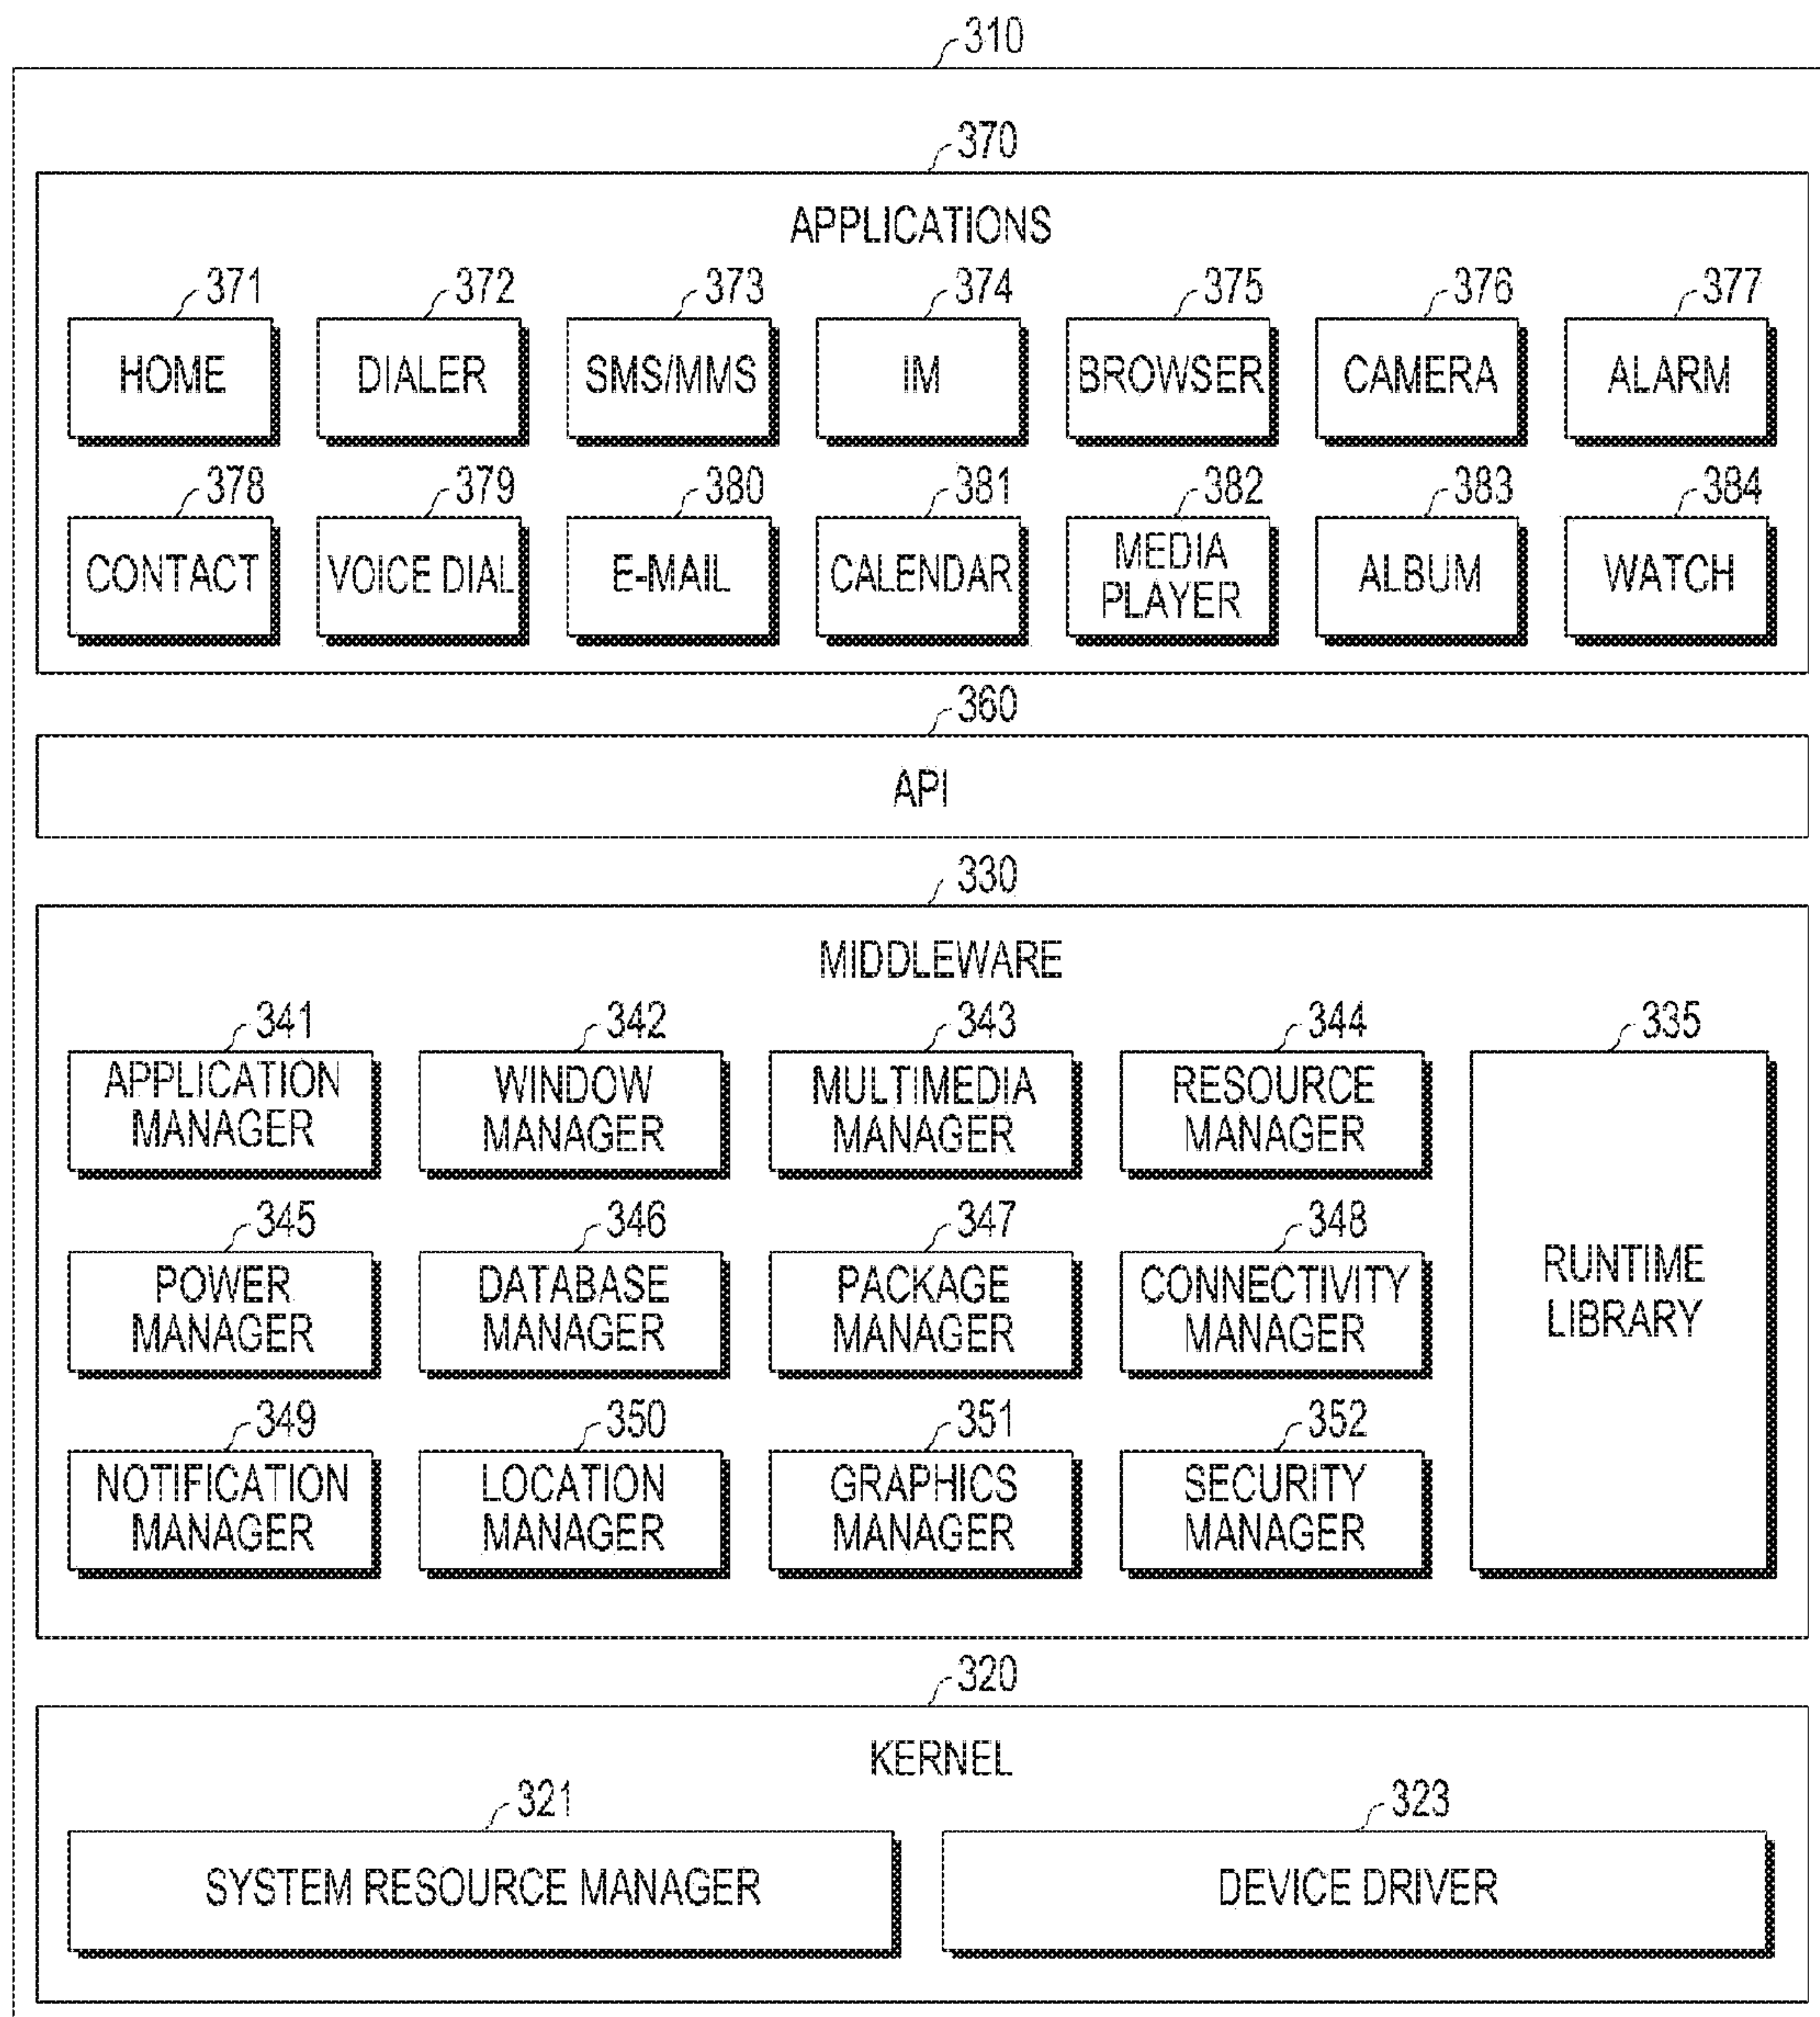 310
370
APPLICATIONS
371 372 373 374 375 376 377
HOME DIALER SMS/MMS IM BROWSER CAMERA ALARM
378 379 380 381 382 383 384
CONTACT VOICE DIAL E-MAIL CALENDAR MEDIA PLAYER ALBUM WATCH
360
API
330
MIDDLEWARE
341 342 343 344 335
APPLICATION MANAGER WINDOW MANAGER MULTIMEDIA MANAGER RESOURCE MANAGER
345 346 347 348
POWER MANAGER DATABASE MANAGER PACKAGE MANAGER CONNECTIVITY MANAGER RUNTIME LIBRARY
349 350 351 352
NOTIFICATION MANAGER LOCATION MANAGER GRAPHICS MANAGER SECURITY MANAGER
320
KERNEL
321 323
SYSTEM RESOURCE MANAGER DEVICE DRIVER